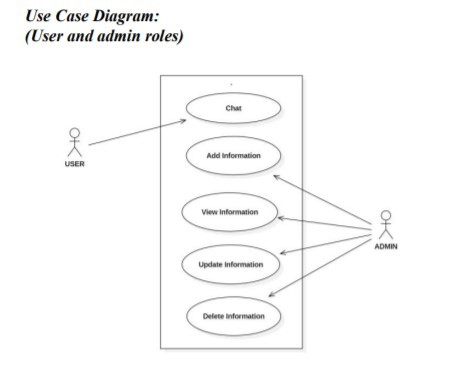 Use Case Diagram:
(User and admin roles)
Chat
USER
Add Information
View Information
ADMIN
Update Information
Delete Information